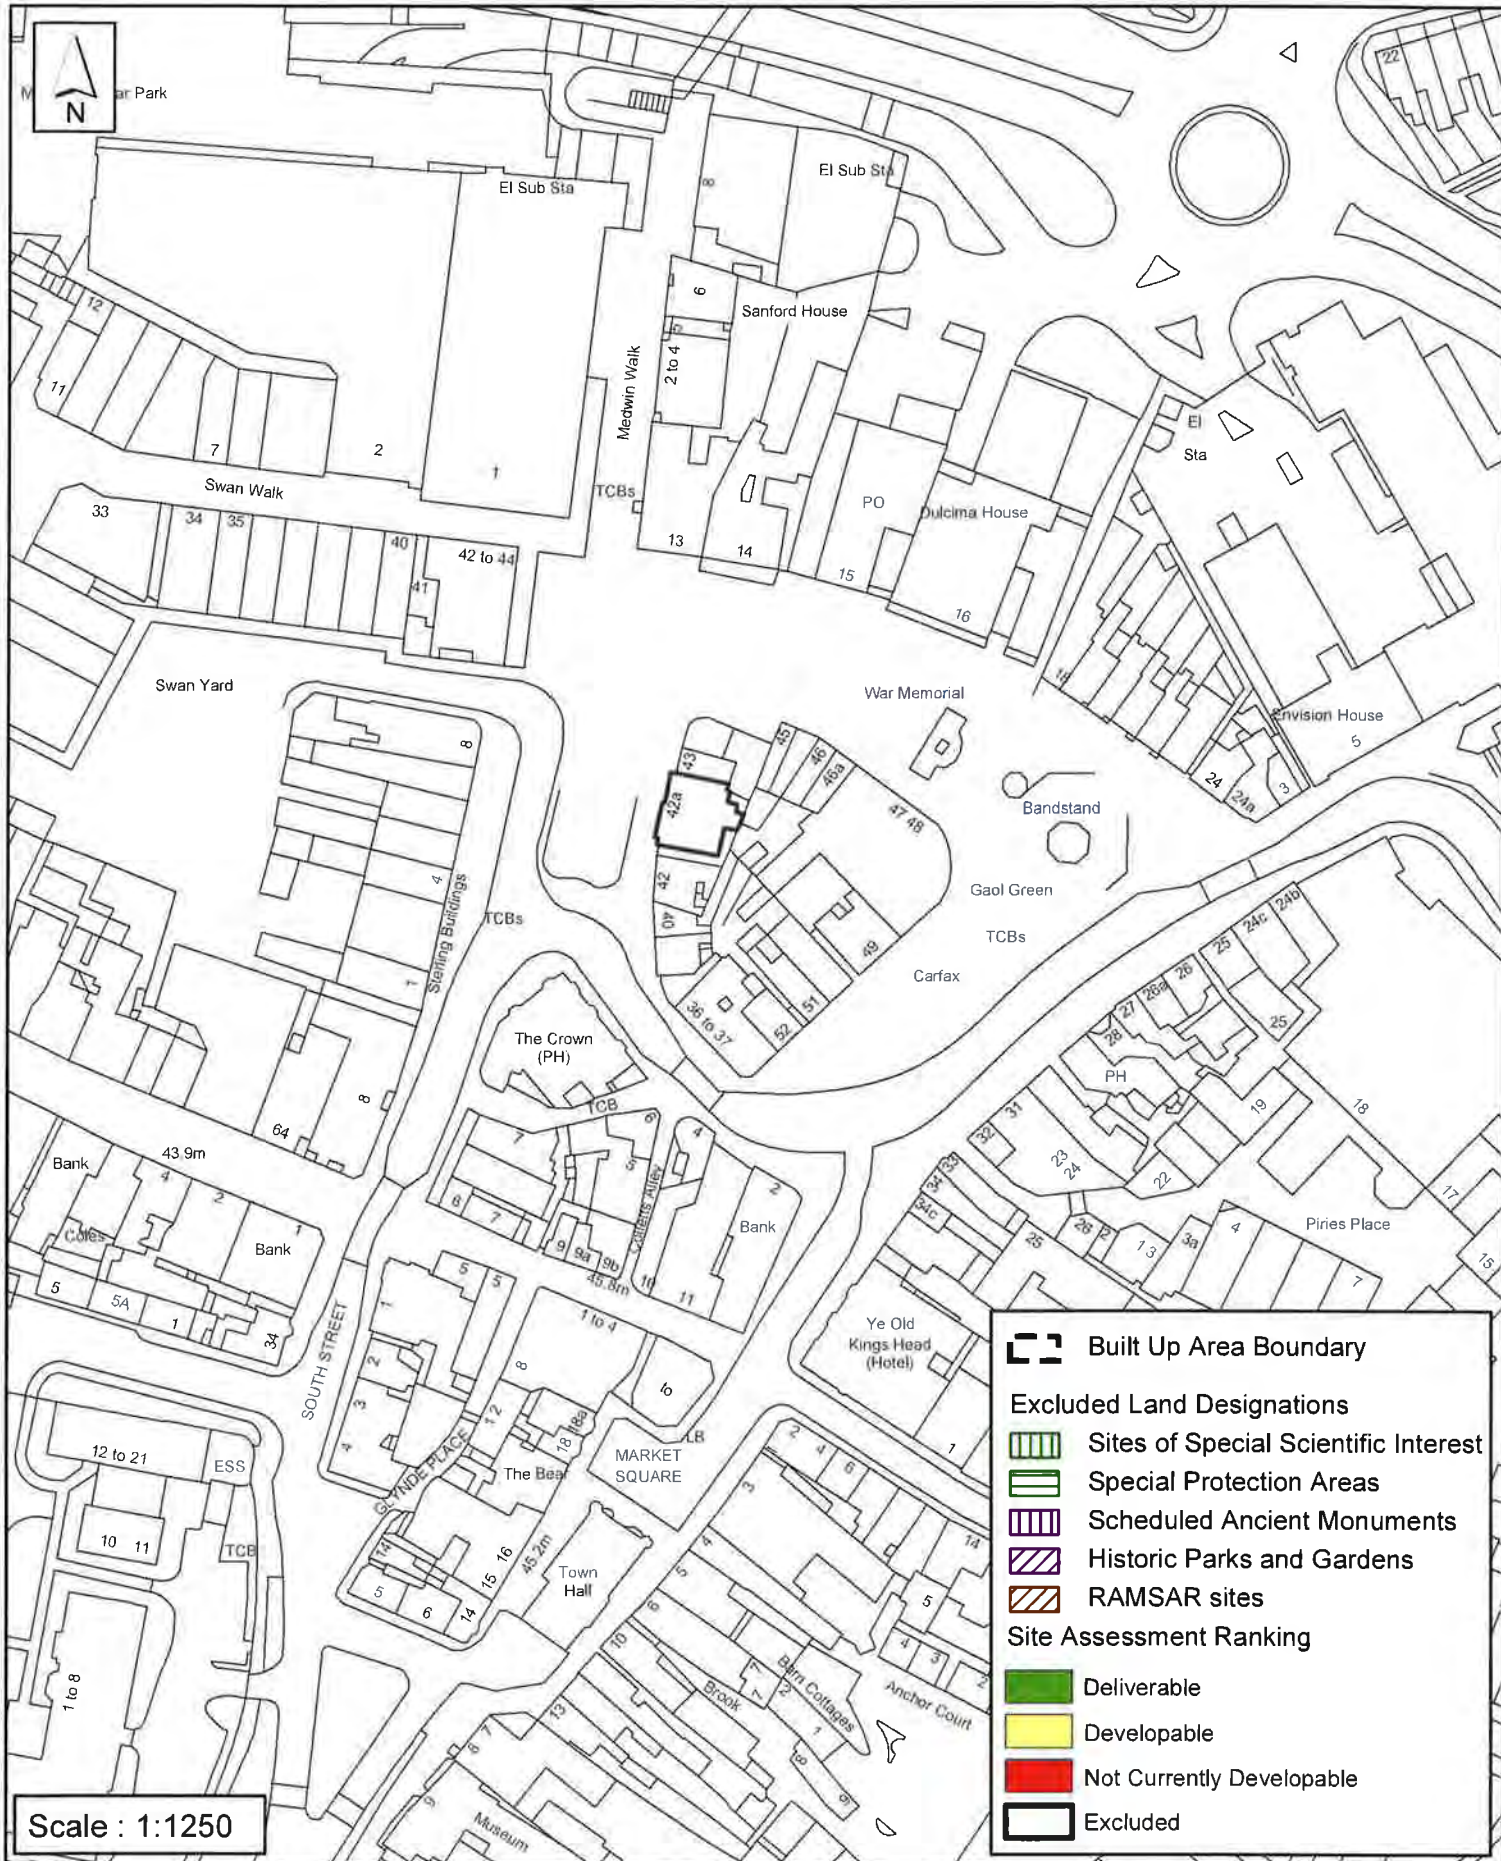 N
ar Park
El Sub Sta
El Sub Sta
8
22
12
11
7
2
1
6
Sanford House
2 to 4
Medwin Walk
El
Sta
Swan Walk
TCBs
PO
Dulcima House
33
34
35
40
41
42 to 44
13
14
15
16
18
Swan Yard
War Memorial
Envision House
5
24
24a
3
8
43
45
46
46a
42a
47 48
Bandstand
42
40
4
Sterling Buildings
TCBs
Gaol Green
TCBs
Carfax
49
51
52
36 to 37
1
24b
24c
25
26
26a
27
28
25
PH
The Crown
(PH)
TCB
8
64
43.9m
Bank
4
2
1
Bank
Coles
5
5A
1
34
7
6
5
4
2
Colletts Alley
Bank
8
7
9
9a
9b
10
11
45.8m
31
32
33
34
34c
23
24
22
19
18
17
15
Piries Place
25
26
2
1 3
3a
4
7
SOUTH STREET
1
2
3
4
5
5
1 to 4
8
1 2
18
18a
to
Ye Old
Kings Head
(Hotel)
1
LB
MARKET
SQUARE
The Bear
GLYNDE PLACE
12 to 21
ESS
10 11
TCB
14
5
6
14
15
16
45.2m
Town
Hall
2
4
6
14
3
4
5
6
10
13
5
4
3
2
7
7
2
1
Barn Cottages
Brook
Anchor Court
8
9
1 to 8
7
8
9
Museum
Scale : 1:1250
Built Up Area Boundary
Excluded Land Designations
Sites of Special Scientific Interest
Special Protection Areas
Scheduled Ancient Monuments
Historic Parks and Gardens
RAMSAR sites
Site Assessment Ranking
Deliverable
Developable
Not Currently Developable
Excluded